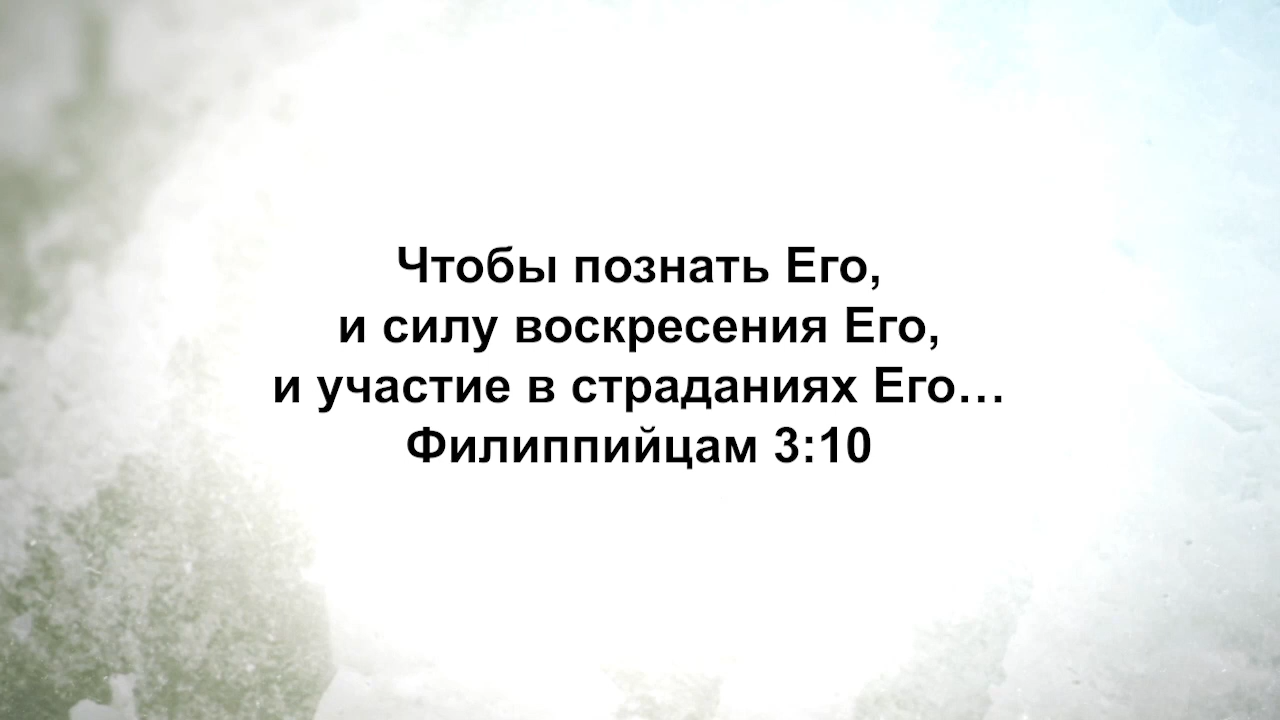 Чтобы познать Его,
и силу воскресения Его,
и участие в страданиях Его…
Филиппийцам 3:10